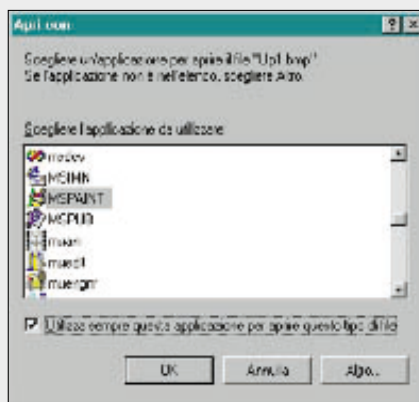 Apri con
Scegliere un'applicazione per aprire il file "Up1.bmp"
Se l'applicazione non è nell'elenco, scegliere Altro.
Scegliere l'applicazione da utilizzare:
msdev
MSIMN
MSPAINT
MSPUB
Utilizza sempre questa applicazione per aprire questo tipo di file
OK
Annulla